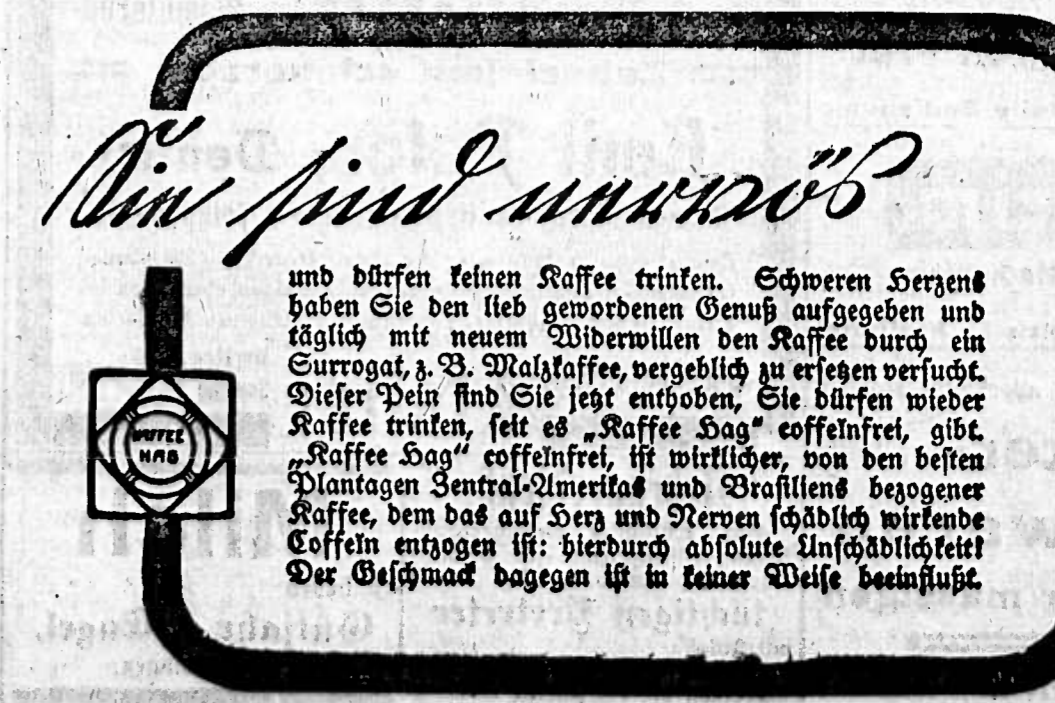 Sie sind nervös
und dürfen keinen Kaffee trinken. Schweren Herzens
haben Sie den lieb gewordenen Genuß aufgegeben und
täglich mit neuem Widerwillen den Kaffee durch ein
Surrogat, z. B. Malzkaffee, vergeblich zu ersetzen versucht.
Dieser Pein sind Sie jetzt enthoben, Sie dürfen wieder
Kaffee trinken, seit es „Kaffee Hag“ coffeïnfrei, gibt.
„Kaffee Hag“ coffeïnfrei, ist wirklicher, von den besten
Plantagen Zentral-Amerikas und Brasiliens bezogener
Kaffee, dem das auf Herz und Nerven schädlich wirkende
Coffeïn entzogen ist: hierdurch absolute Unschädlichkeit!
Der Geschmack dagegen ist in keiner Weise beeinflußt.
KAFFEE
HAG